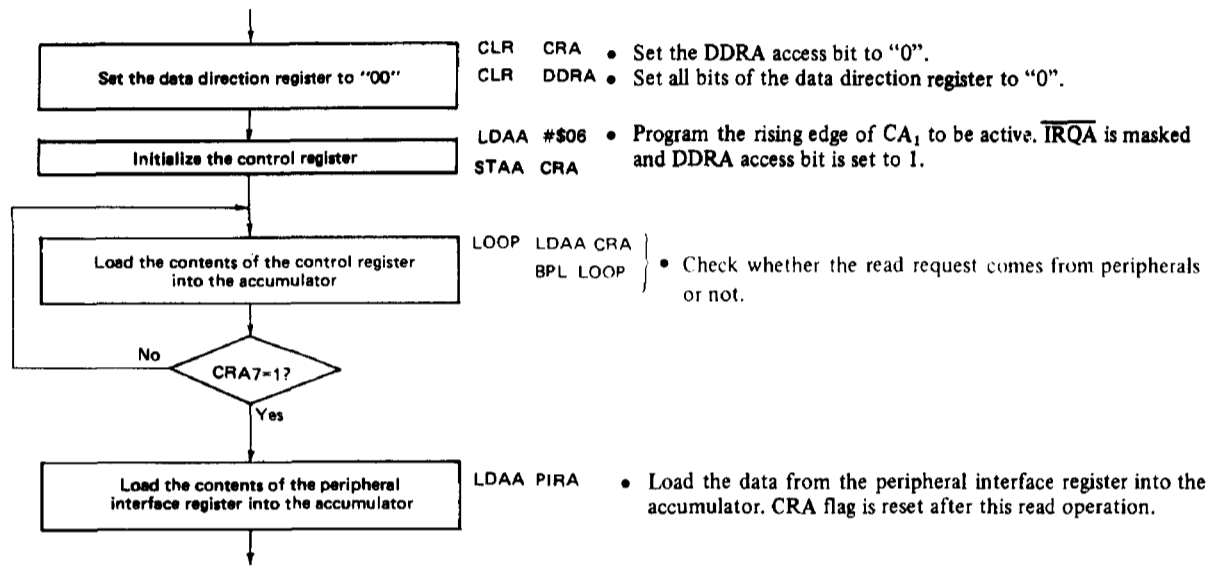 Set the data direction register to "00"
CLR CRA • Set the DDRA access bit to "0".
CLR DDRA • Set all bits of the data direction register to "0".
Initialize the control register
LDAA #$06 • Program the rising edge of CA₁ to be active. I̅R̅Q̅A̅ is masked
STAA CRA and DDRA access bit is set to 1.
Load the contents of the control register
into the accumulator
LOOP LDAA CRA
BPL LOOP
• Check whether the read request comes from peripherals
or not.
No
CRA7=1?
Yes
Load the contents of the peripheral
interface register into the accumulator
LDAA PIRA • Load the data from the peripheral interface register into the
accumulator. CRA flag is reset after this read operation.